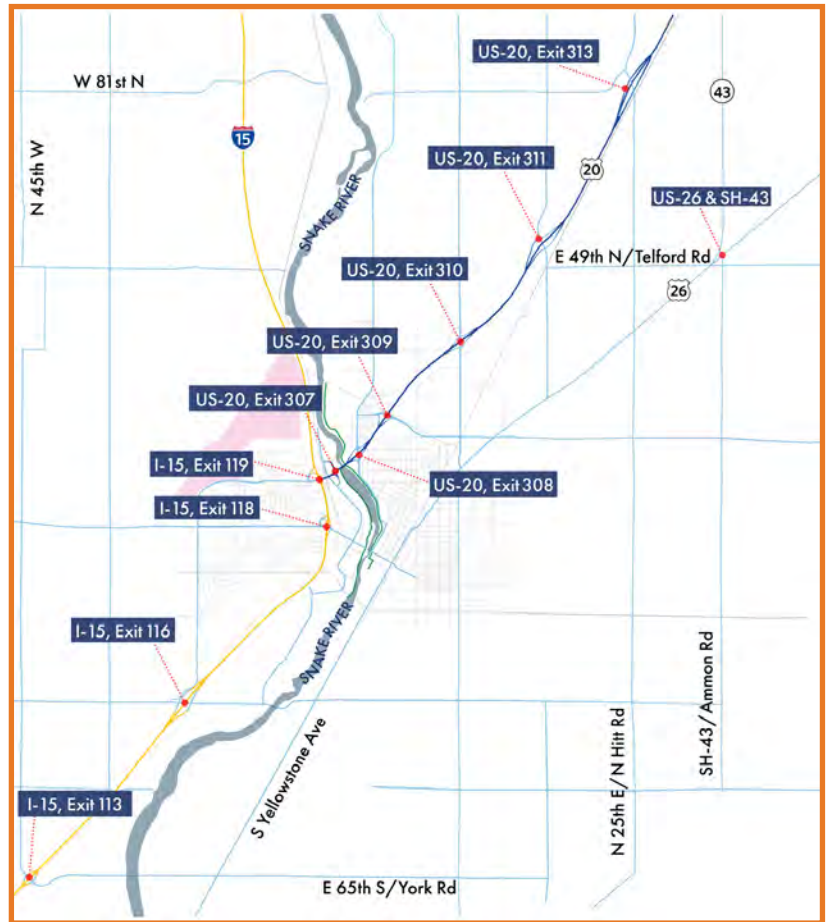 US-20, Exit 313
W 81st N
43
15
N 45th W
US-20, Exit 311
20
SNAKE RIVER
US-26 & SH-43
E 49th N/Telford Rd
US-20, Exit 310
26
US-20, Exit 309
US-20, Exit 307
I-15, Exit 119
US-20, Exit 308
I-15, Exit 118
SNAKE RIVER
I-15, Exit 116
S Yellowstone Ave
N 25th E/N Hitt Rd
SH-43/Ammon Rd
I-15, Exit 113
E 65th S/York Rd